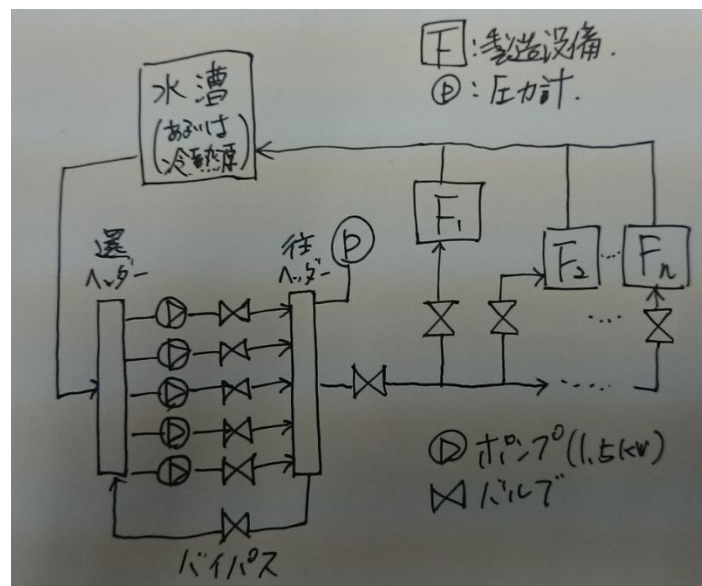 F:製造設備.
P:圧力計.
水漕
(あるいは
冷熱源)
還
ヘッダー
往
ヘッダー
P
F1
F2
...
Fn
...
....
ポンプ(1.5kW)
バルブ
バイパス